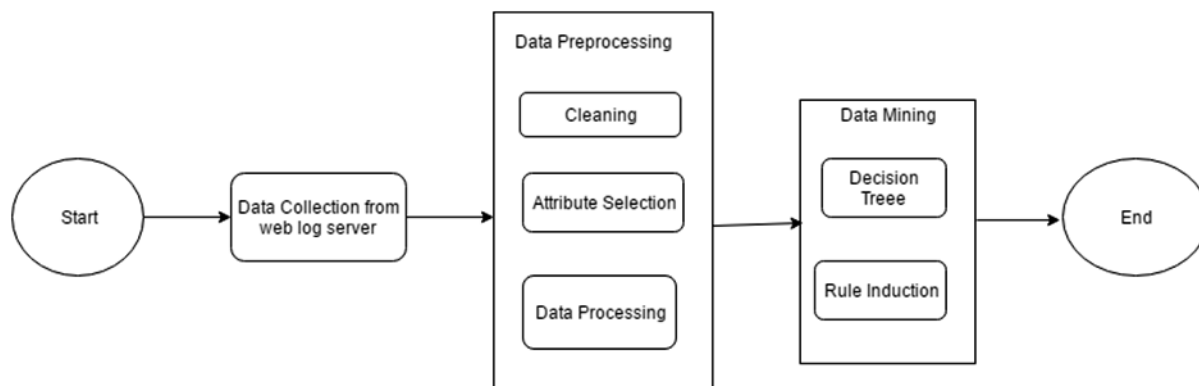 Start
Data Collection from
web log server
Data Preprocessing
Cleaning
Attribute Selection
Data Processing
Data Mining
Decision
Treee
Rule Induction
End